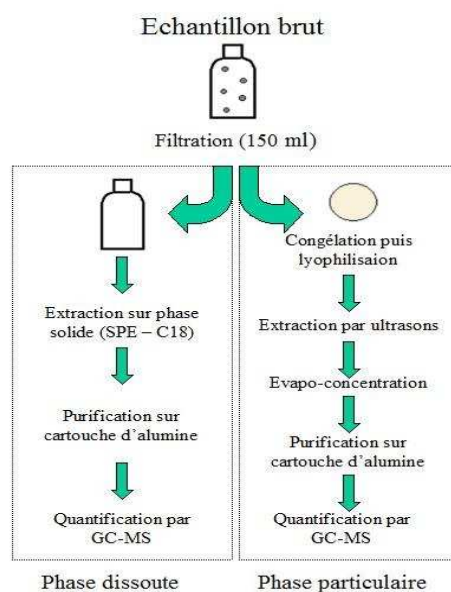 Echantillon brut
Filtration (150 ml)
Extraction sur phase
solide (SPE – C18)
Purification sur
cartouche d'alumine
Quantification par
GC-MS
Phase dissoute
Congélation puis
lyophilisaion
Extraction par ultrasons
Evapo-concentration
Purification sur
cartouche d'alumine
Quantification par
GC-MS
Phase particulaire